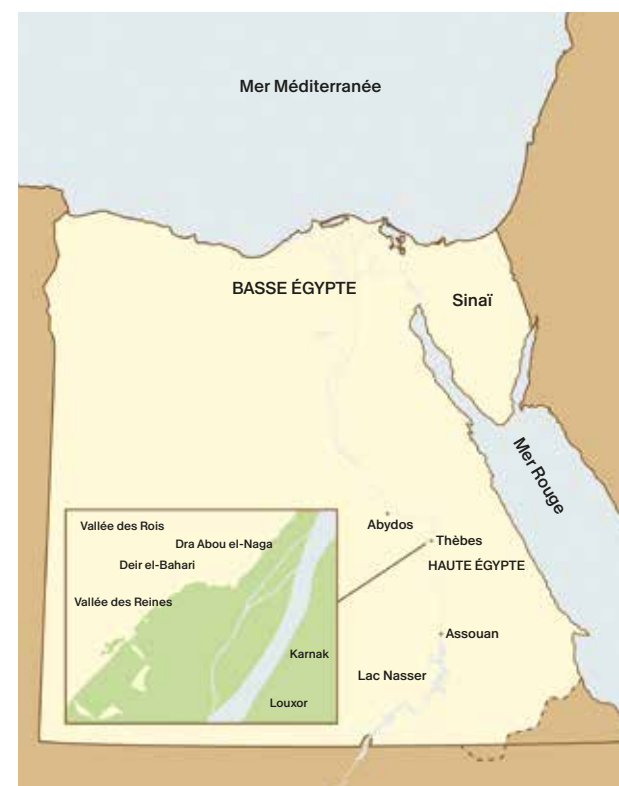 Mer Méditerranée
BASSE ÉGYPTE
Sinaï
Mer Rouge
Abydos
Thèbes
HAUTE ÉGYPTE
Assouan
Lac Nasser
Vallée des Rois
Dra Abou el-Naga
Deir el-Bahari
Vallée des Reines
Karnak
Louxor